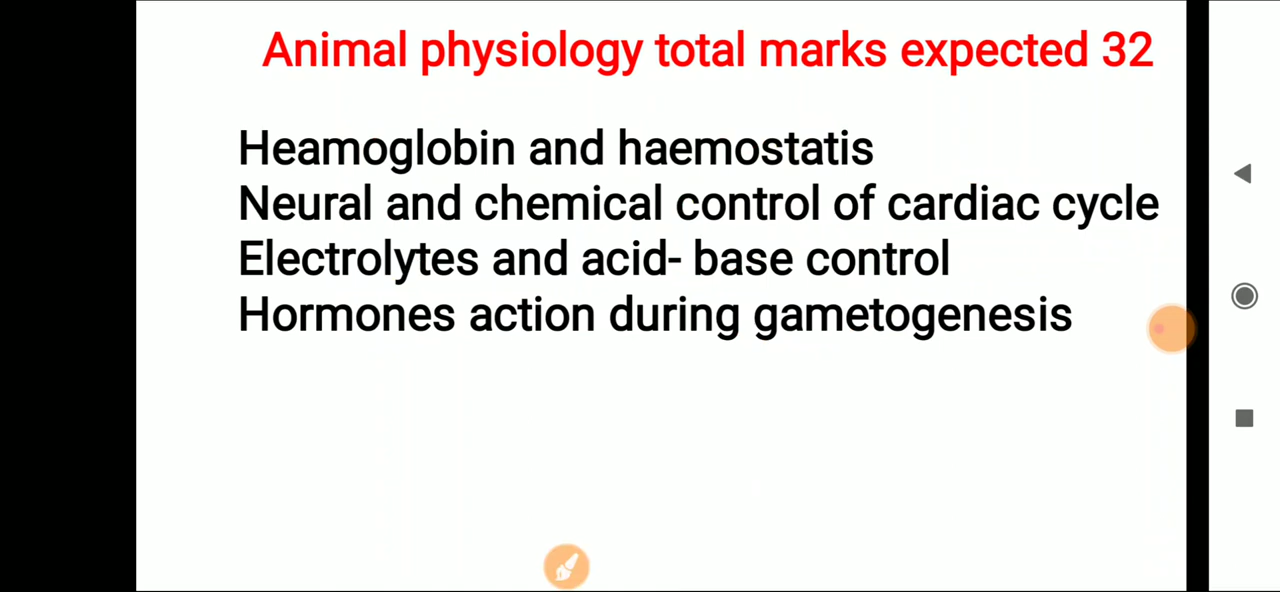 Animal physiology total marks expected 32
Heamoglobin and haemostatis
Neural and chemical control of cardiac cycle
Electrolytes and acid- base control
Hormones action during gametogenesis